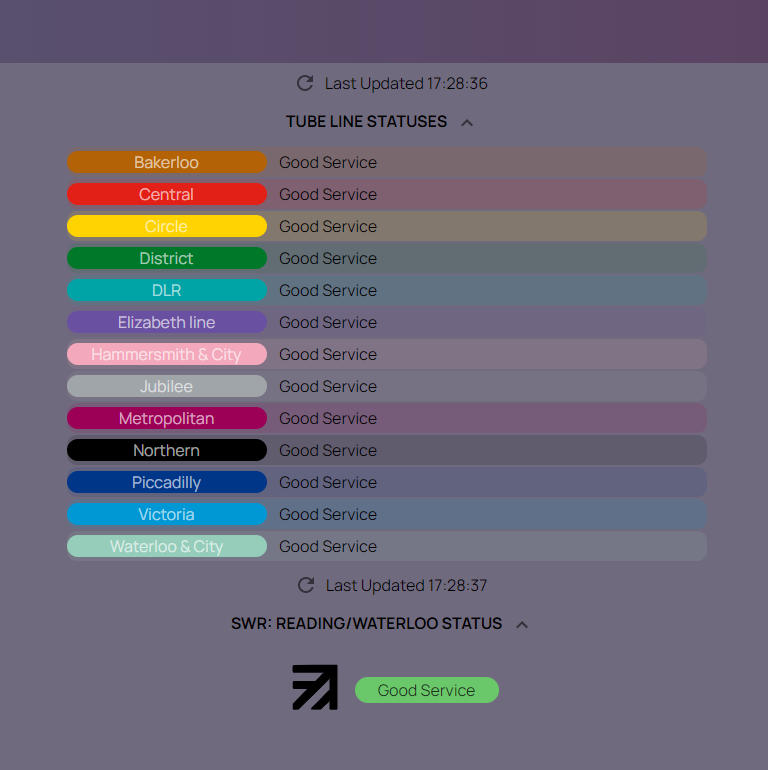 Last Updated 17:28:36
TUBE LINE STATUSES
Bakerloo Good Service
Central Good Service
Circle Good Service
District Good Service
DLR Good Service
Elizabeth line Good Service
Hammersmith & City Good Service
Jubilee Good Service
Metropolitan Good Service
Northern Good Service
Piccadilly Good Service
Victoria Good Service
Waterloo & City Good Service
Last Updated 17:28:37
SWR: READING/WATERLOO STATUS
Good Service